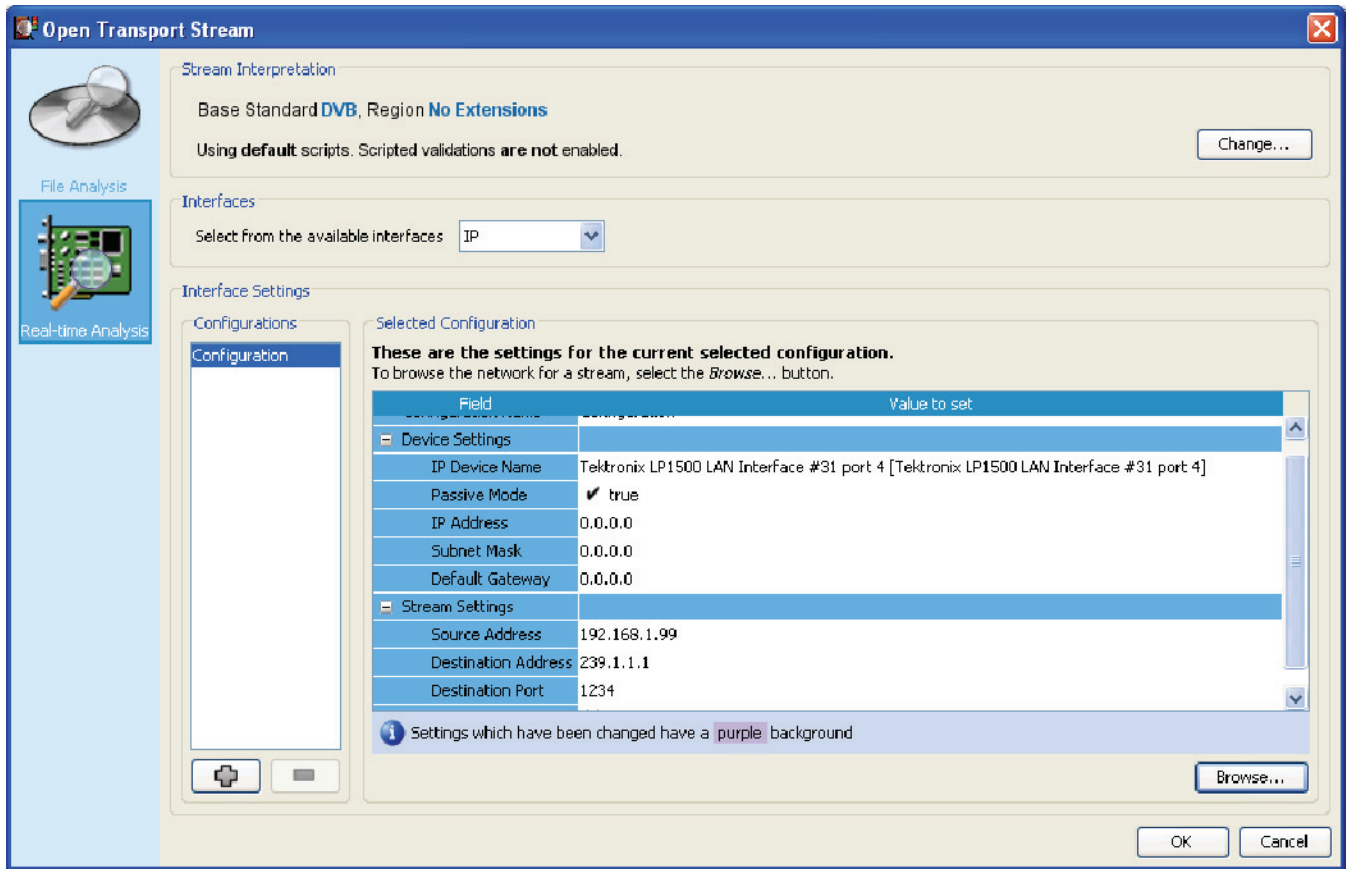 Open Transport Stream
Stream Interpretation
Base Standard DVB, Region No Extensions
Using default scripts. Scripted validations are not enabled.
Change...
File Analysis
Interfaces
Select from the available interfaces IP
Real-time Analysis
Interface Settings
Configurations
Configuration
Selected Configuration
These are the settings for the current selected configuration.
To browse the network for a stream, select the Browse... button.
Field Value to set
Device Settings
IP Device Name Tektronix LP1500 LAN Interface #31 port 4 [Tektronix LP1500 LAN Interface #31 port 4]
Passive Mode true
IP Address 0.0.0.0
Subnet Mask 0.0.0.0
Default Gateway 0.0.0.0
Stream Settings
Source Address 192.168.1.99
Destination Address 239.1.1.1
Destination Port 1234
Settings which have been changed have a purple background
Browse...
OK Cancel